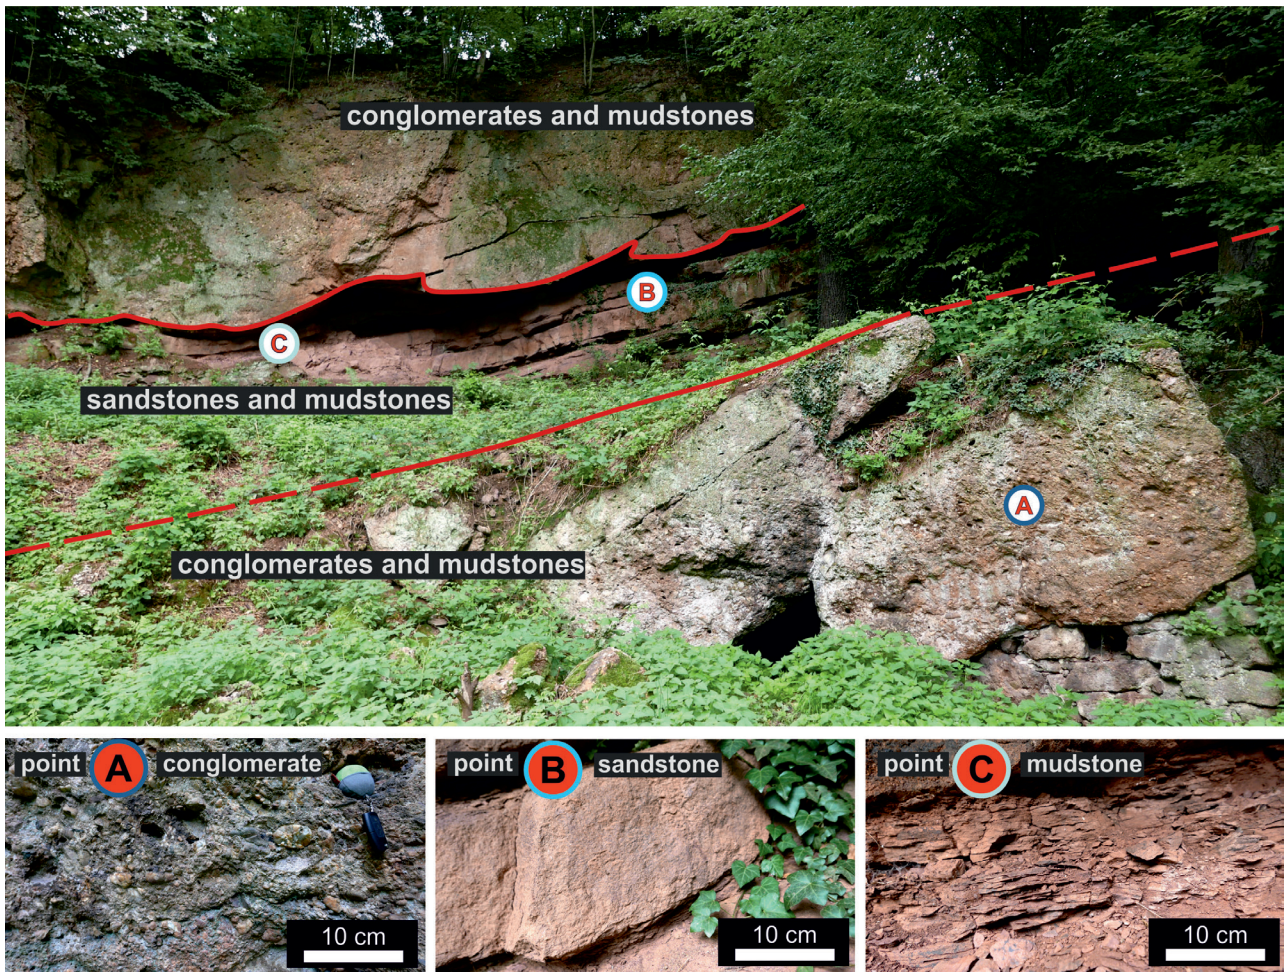 conglomerates and mudstones
B
C
sandstones and mudstones
A
conglomerates and mudstones
point A conglomerate
10 cm
point B sandstone
10 cm
point C mudstone
10 cm